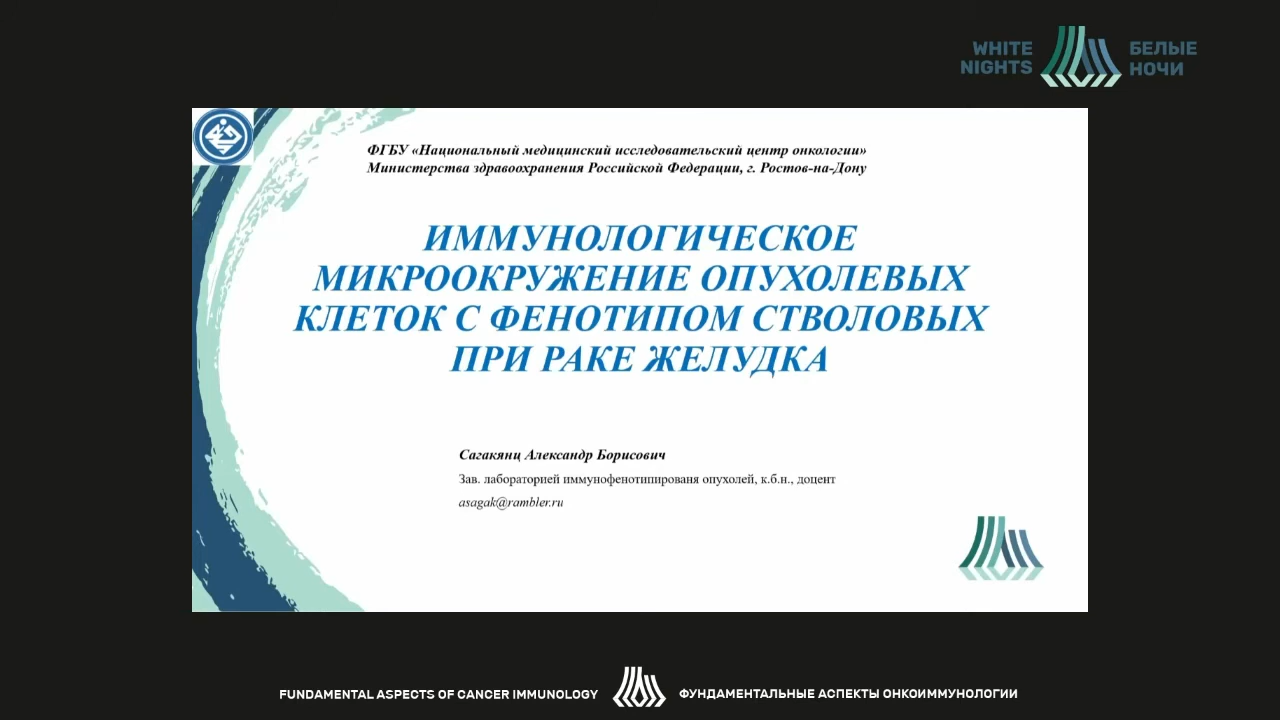 WHITE
NIGHTS
БЕЛЫЕ
НОЧИ
ФГБУ «Национальный медицинский исследовательский центр онкологии»
Министерства здравоохранения Российской Федерации, г. Ростов-на-Дону
ИММУНОЛОГИЧЕСКОЕ
МИКРООКРУЖЕНИЕ ОПУХОЛЕВЫХ
КЛЕТОК С ФЕНОТИПОМ СТВОЛОВЫХ
ПРИ РАКЕ ЖЕЛУДКА
Сагакянц Александр Борисович
Зав. лабораторией иммунофенотипированя опухолей, к.б.н., доцент
asagak@rambler.ru
FUNDAMENTAL ASPECTS OF CANCER IMMUNOLOGY
ФУНДАМЕНТАЛЬНЫЕ АСПЕКТЫ ОНКОИММУНОЛОГИИ